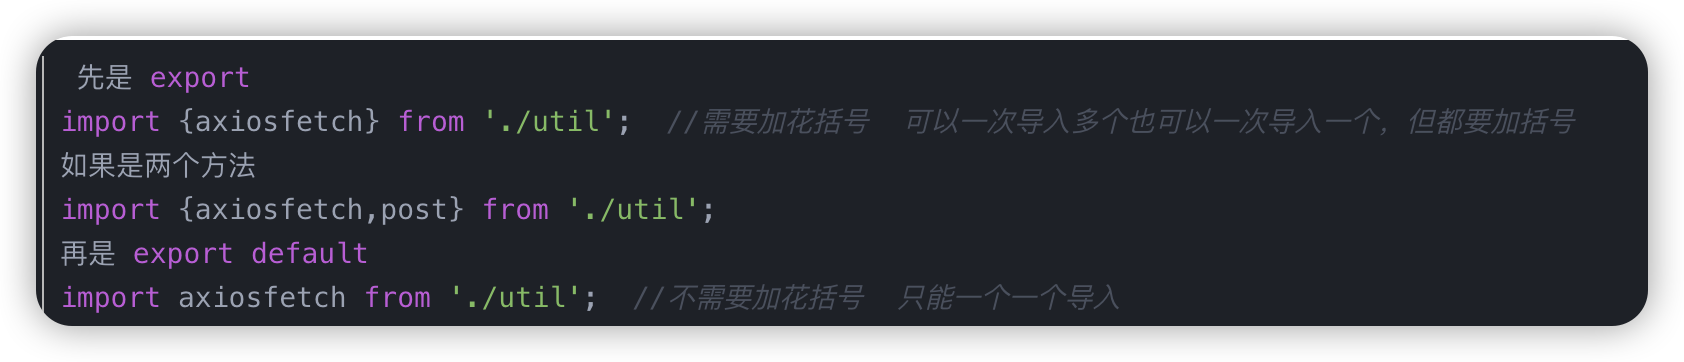 先是 export
import {axiosfetch} from './util';  //需要加花括号  可以一次导入多个也可以一次导入一个，但都要加括号
如果是两个方法
import {axiosfetch,post} from './util';
再是 export default
import axiosfetch from './util';  //不需要加花括号  只能一个一个导入